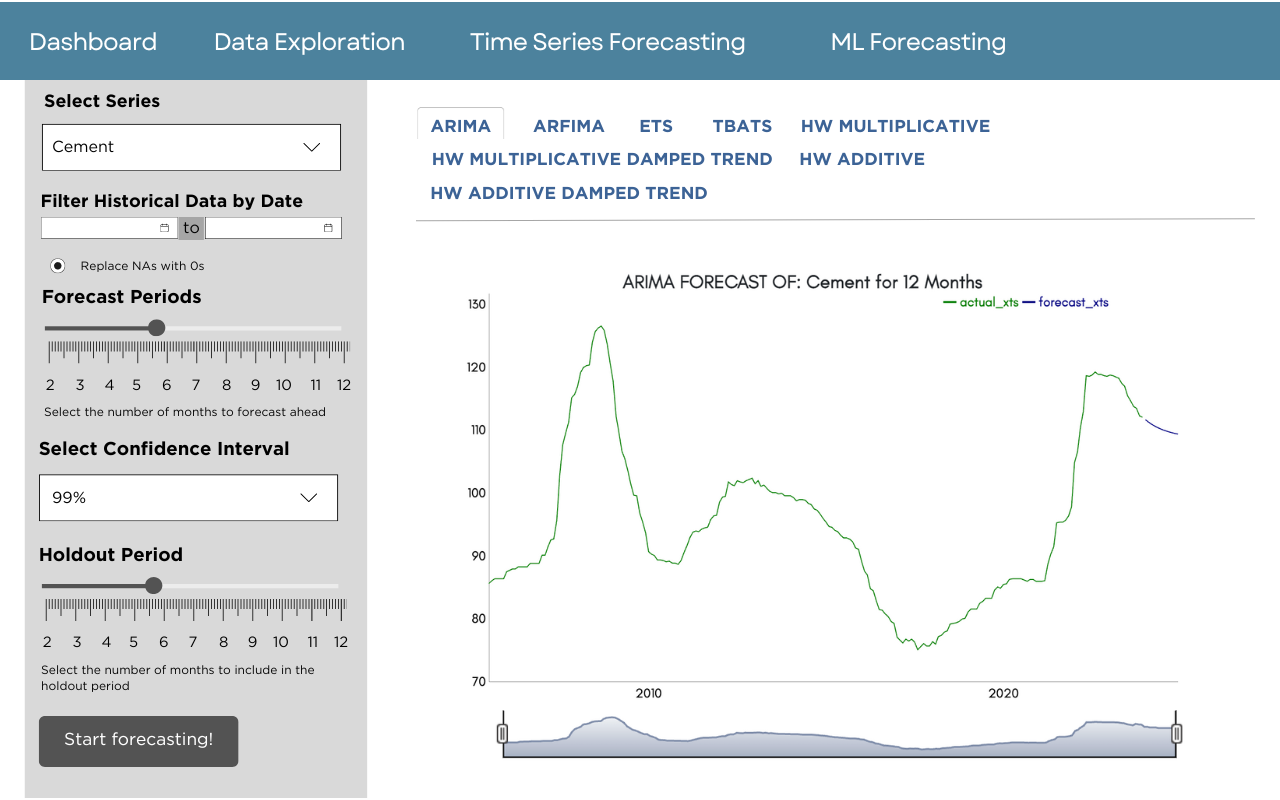 Dashboard Data Exploration Time Series Forecasting ML Forecasting
Select Series
Cement
Filter Historical Data by Date
to
Replace NAs with 0s
Forecast Periods
2 3 4 5 6 7 8 9 10 11 12
Select the number of months to forecast ahead
Select Confidence Interval
99%
Holdout Period
2 3 4 5 6 7 8 9 10 11 12
Select the number of months to include in the
holdout period
Start forecasting!
ARIMA ARFIMA ETS TBATS HW MULTIPLICATIVE
HW MULTIPLICATIVE DAMPED TREND HW ADDITIVE
HW ADDITIVE DAMPED TREND
ARIMA FORECAST OF: Cement for 12 Months
actual_xts forecast_xts
130
120
110
100
90
80
70
2010 2020